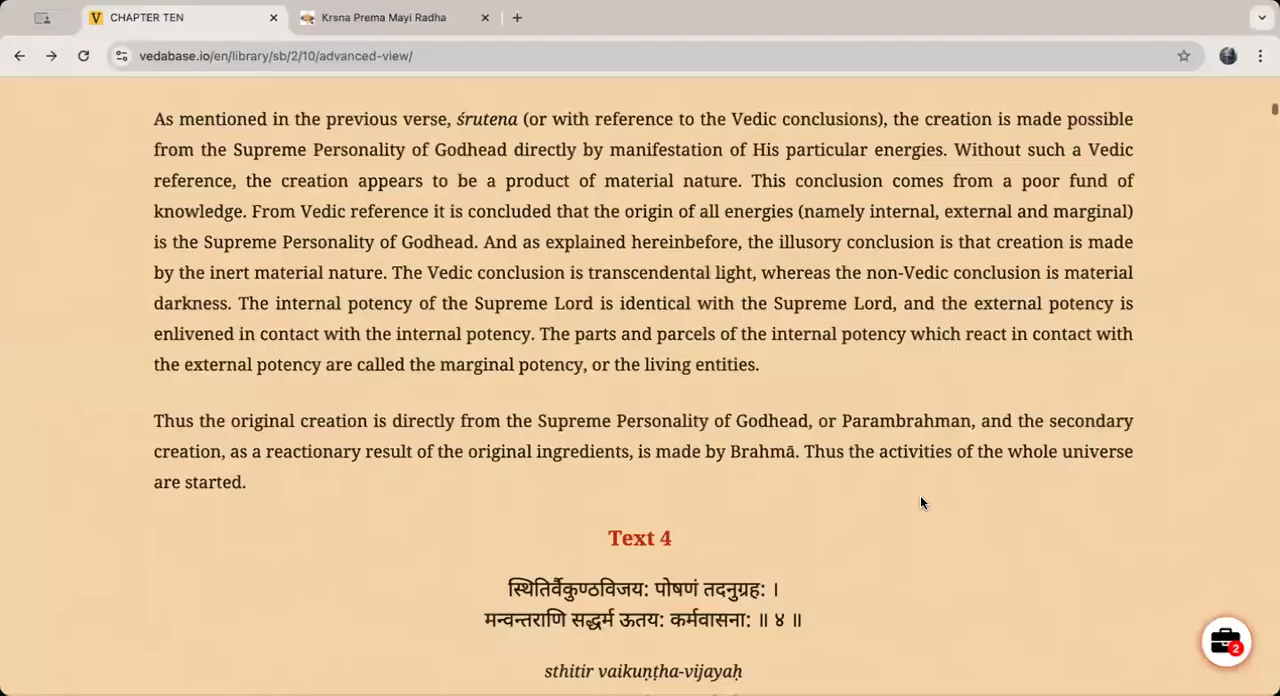 CHAPTER TEN
Krsna Prema Mayi Radha
vedabase.io/en/library/sb/2/10/advanced-view/
As mentioned in the previous verse, śrutena (or with reference to the Vedic conclusions), the creation is made possible
from the Supreme Personality of Godhead directly by manifestation of His particular energies. Without such a Vedic
reference, the creation appears to be a product of material nature. This conclusion comes from a poor fund of
knowledge. From Vedic reference it is concluded that the origin of all energies (namely internal, external and marginal)
is the Supreme Personality of Godhead. And as explained hereinbefore, the illusory conclusion is that creation is made
by the inert material nature. The Vedic conclusion is transcendental light, whereas the non-Vedic conclusion is material
darkness. The internal potency of the Supreme Lord is identical with the Supreme Lord, and the external potency is
enlivened in contact with the internal potency. The parts and parcels of the internal potency which react in contact with
the external potency are called the marginal potency, or the living entities.
Thus the original creation is directly from the Supreme Personality of Godhead, or Parambrahman, and the secondary
creation, as a reactionary result of the original ingredients, is made by Brahmā. Thus the activities of the whole universe
are started.
Text 4
स्थितिर्वैकुण्ठविजय: पोषणं तदनुग्रह: ।
मन्वन्तराणि सद्धर्म ऊतय: कर्मवासना: ॥ ४ ॥
sthitir vaikuṇṭha-vijayaḥ
2